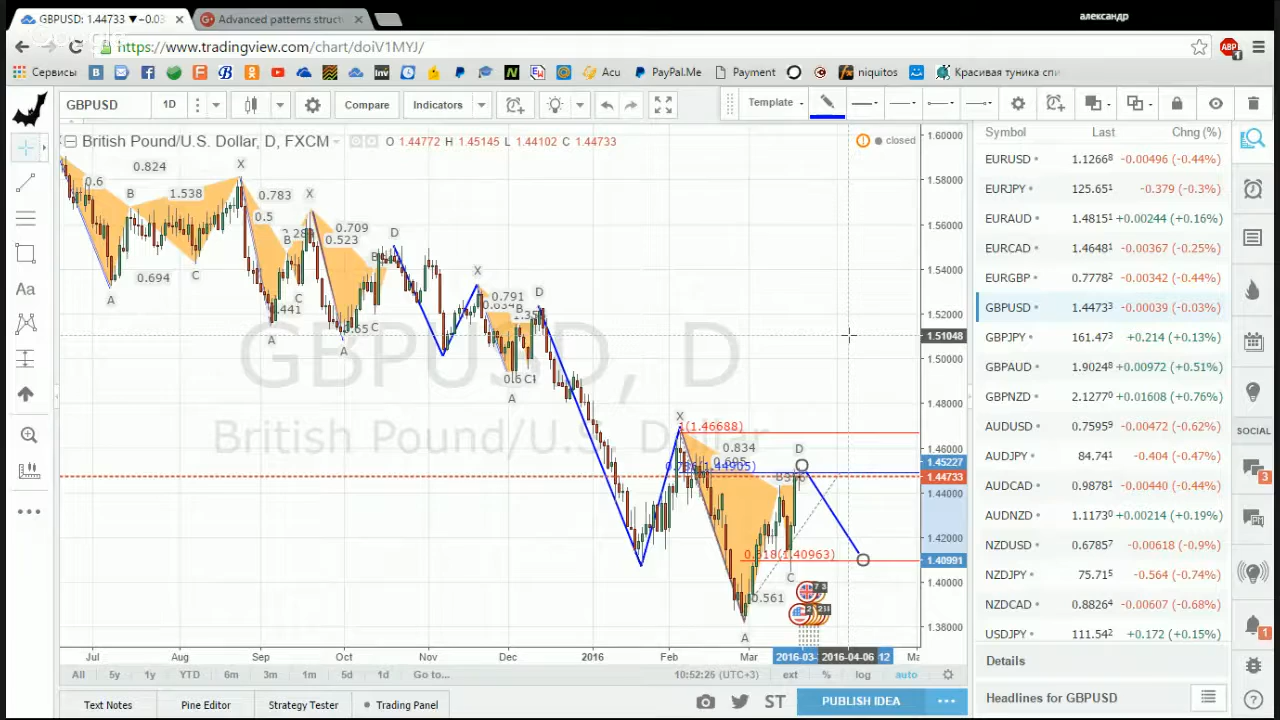 GBPUSD: 1.44733 ▼−0.03
Advanced patterns struct
александр
https://www.tradingview.com/chart/doiV1MYJ/
ABP
Сервисы
Inv
Acu
PayPal.Me
Payment
niquitos
Красивая туника спи
GBPUSD
1D
Compare
Indicators
Template
British Pound/U.S. Dollar, D, FXCM
O 1.44772 H 1.45145 L 1.44102 C 1.44733
closed
0.824
X
0.6
B
1.538
0.783
X
0.5
0.709
0.523
D
B
0.694
C
C
X
0.791
D
B
A
.441
A
C
A
0.6
A
GBPUSD, D
British Pound/U.S. Dollar
X
1(1.46688)
0.834
D
B
0.618(1.40963)
C
0.561
A
1.60000
1.58000
1.56000
1.54000
1.52000
1.51048
1.50000
1.48000
1.46000
1.45227
1.44733
1.44000
1.42000
1.40991
1.40000
1.38000
Jul
Aug
Sep
Oct
Nov
Dec
2016
Feb
Mar
2016-04-06
12
All 5y 1y YTD 6m 3m 1m 5d 1d Go to...
10:52:25 (UTC+3)
ext % log auto
Text Notes
Pine Editor
Strategy Tester
Trading Panel
ST
PUBLISH IDEA
Symbol Last Chng (%)
EURUSD 1.12668 -0.00496 (-0.44%)
EURJPY 125.651 -0.379 (-0.3%)
EURAUD 1.48151 +0.00244 (+0.16%)
EURCAD 1.46481 -0.00367 (-0.25%)
EURGBP 0.77782 -0.00342 (-0.44%)
GBPUSD 1.44733 -0.00039 (-0.03%)
GBPJPY 161.473 +0.214 (+0.13%)
GBPAUD 1.90248 +0.00972 (+0.51%)
GBPNZD 2.12770 +0.01608 (+0.76%)
AUDUSD 0.75959 -0.00472 (-0.62%)
AUDJPY 84.741 -0.404 (-0.47%)
AUDCAD 0.98781 -0.00440 (-0.44%)
AUDNZD 1.11730 +0.00214 (+0.19%)
NZDUSD 0.67857 -0.00618 (-0.9%)
NZDJPY 75.715 -0.564 (-0.74%)
NZDCAD 0.88264 -0.00607 (-0.68%)
USDJPY 111.542 +0.172 (+0.15%)
Details
Headlines for GBPUSD
SOCIAL
3
1